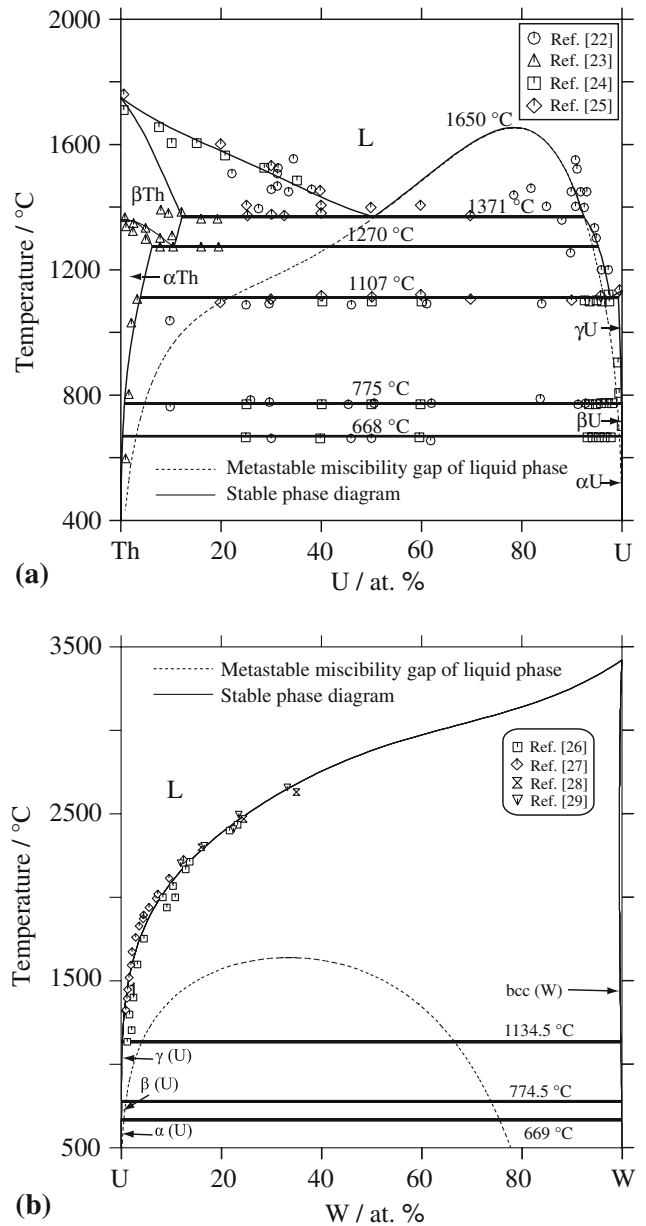 2000
Ref. [22]
Ref. [23]
Ref. [24]
Ref. [25]
L
1650 °C
1600
βTh
1371 °C
1270 °C
1200
αTh
1107 °C
γU
800
775 °C
βU
668 °C
Metastable miscibility gap of liquid phase
Stable phase diagram
αU
400
Temperature / °C
Th
20
40
60
80
U
(a)
U / at. %
3500
Metastable miscibility gap of liquid phase
Stable phase diagram
Ref. [26]
Ref. [27]
Ref. [28]
Ref. [29]
L
2500
Temperature / °C
1500
bcc (W)
1134.5 °C
γ (U)
β (U)
774.5 °C
α (U)
669 °C
500
U
20
40
60
80
W
(b)
W / at. %